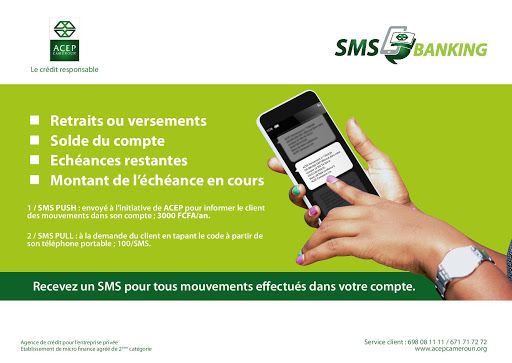 ACEP
CAMEROUN
Le crédit responsable
SMS
BANKING
Retraits ou versements
Solde du compte
Echéances restantes
Montant de l'échéance en cours
1 / SMS PUSH : envoyé à l'initiative de ACEP pour informer le client
des mouvements dans son compte ; 3000 FCFA/an.
2 / SMS PULL : à la demande du client en tapant le code à partir de
son téléphone portable ; 100/SMS.
Recevez un SMS pour tous mouvements effectués dans votre compte.
Agence de crédit pour l'entreprise privée
Etablissement de micro finance agréé de 2ème catégorie
Service client : 698 08 11 11 / 671 71 72 72
www.acepcameroun.org